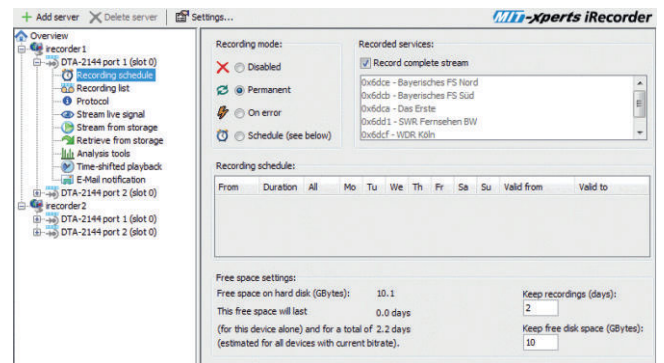 Add server Delete server Settings... MIT-xperts iRecorder
Overview
irecorder1
DTA-2144 port 1 (slot 0)
Recording schedule
Recording list
Protocol
Stream live signal
Stream from storage
Retrieve from storage
Analysis tools
Time-shifted playback
E-Mail notification
DTA-2144 port 2 (slot 0)
irecorder2
DTA-2144 port 1 (slot 0)
DTA-2144 port 2 (slot 0)
Recording mode:
Disabled
Permanent
On error
Schedule (see below)
Recorded services:
Record complete stream
0x6dce - Bayerisches FS Nord
0x6dcb - Bayerisches FS Süd
0x6dca - Das Erste
0x6dd1 - SWR Fernsehen BW
0x6dcf - WDR Köln
Recording schedule:
From Duration All Mo Tu We Th Fr Sa Su Valid from Valid to
Free space settings:
Free space on hard disk (GBytes): 10.1
This free space will last 0.0 days
(for this device alone) and for a total of 2.2 days
(estimated for all devices with current bitrate).
Keep recordings (days):
2
Keep free disk space (GBytes):
10